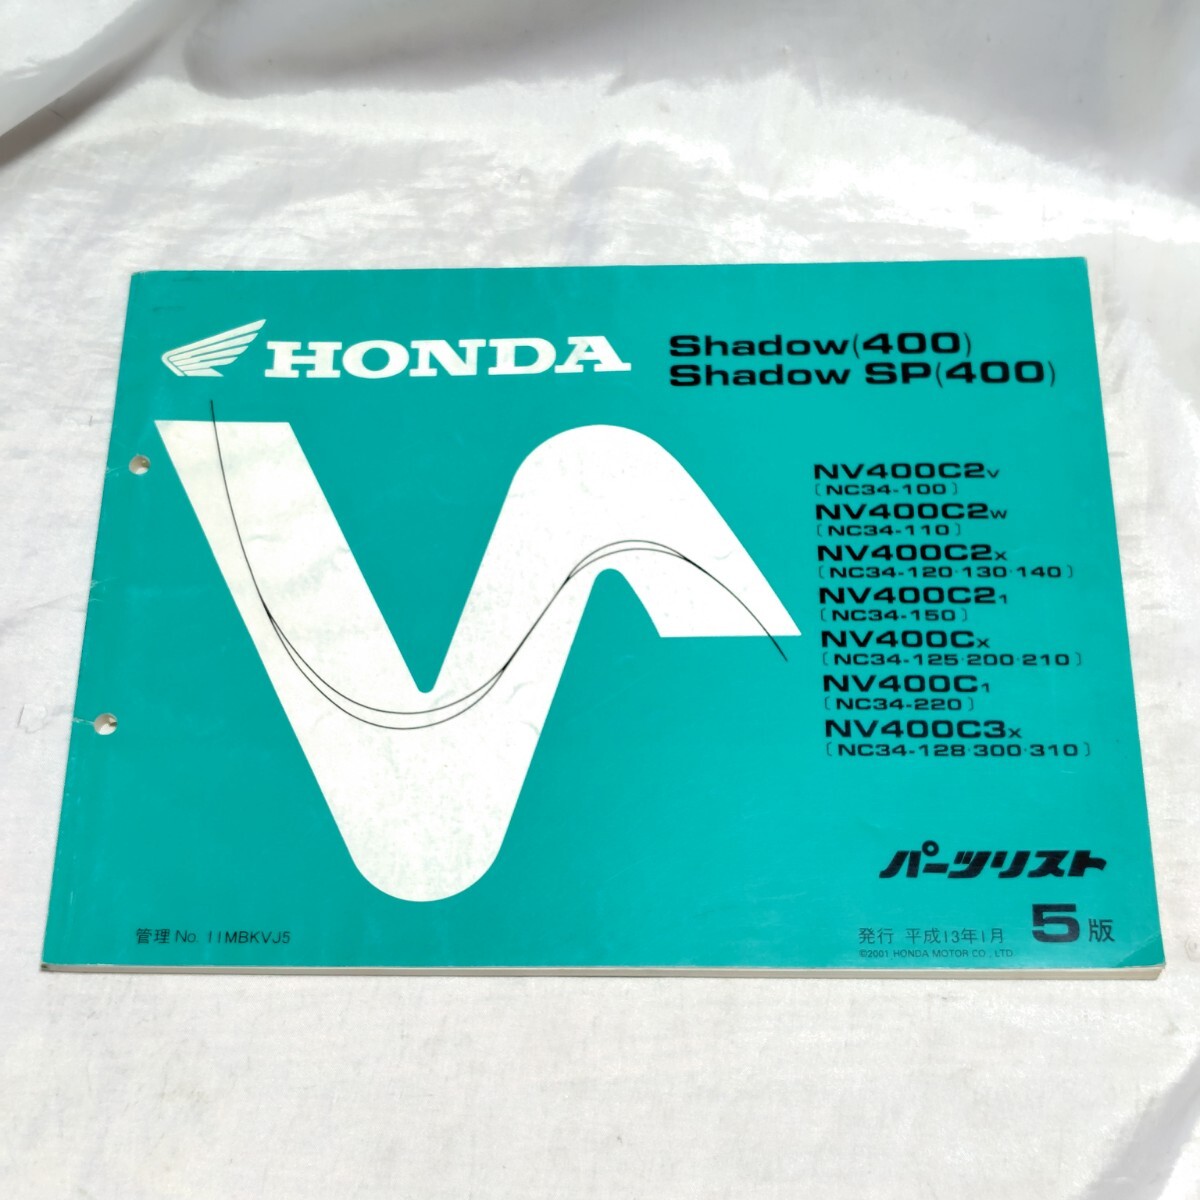 HONDA
Shadow(400)
Shadow SP(400)
NV400C2V
〔NC34-100〕
NV400C2W
〔NC34-110〕
NV400C2X
〔NC34-120·130·140〕
NV400C21
〔NC34-150〕
NV400CX
〔NC34-125·200·210〕
NV400C1
〔NC34-220〕
NV400C3X
〔NC34-128·300·310〕
パーツリスト
管理 No. 11MBKVJ5
発行 平成13年1月 5版
©2001 HONDA MOTOR CO., LTD.